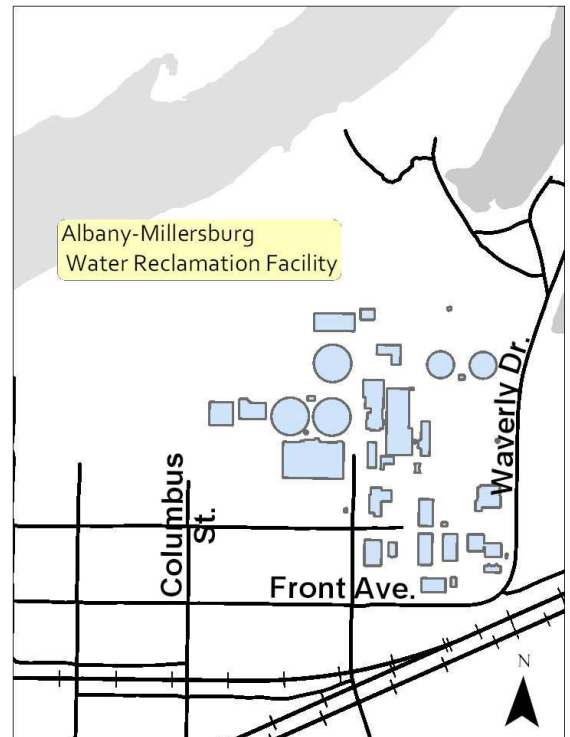 Albany-Millersburg
Water Reclamation Facility
Waverly Dr.
Columbus
St.
Front Ave.
N